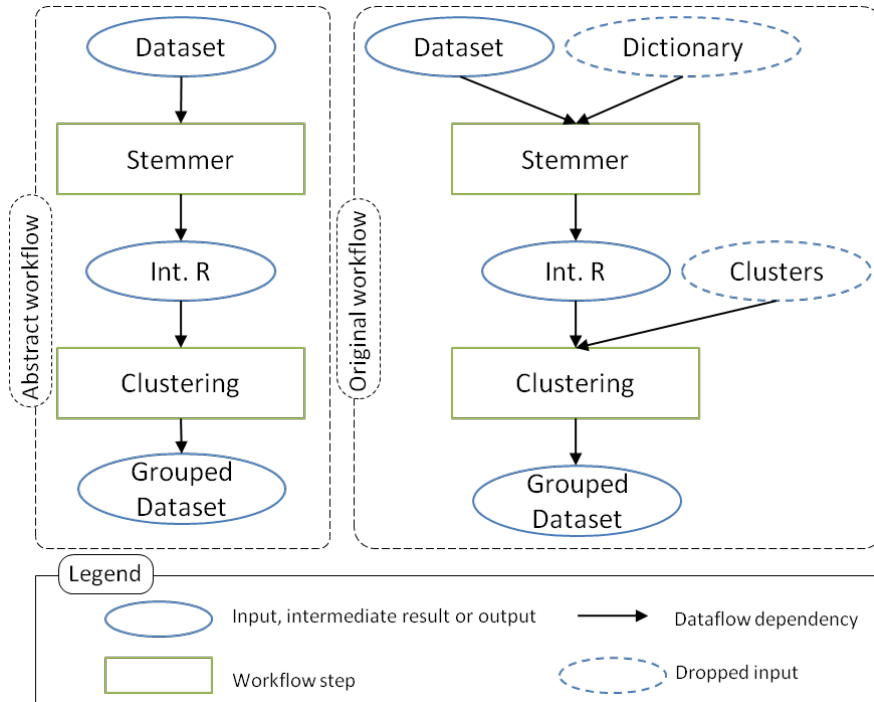 Abstract workflow
Dataset
Stemmer
Int. R
Clustering
Grouped
Dataset
Original workflow
Dataset
Dictionary
Stemmer
Int. R
Clusters
Clustering
Grouped
Dataset
Legend
Input, intermediate result or output
Dataflow dependency
Workflow step
Dropped input